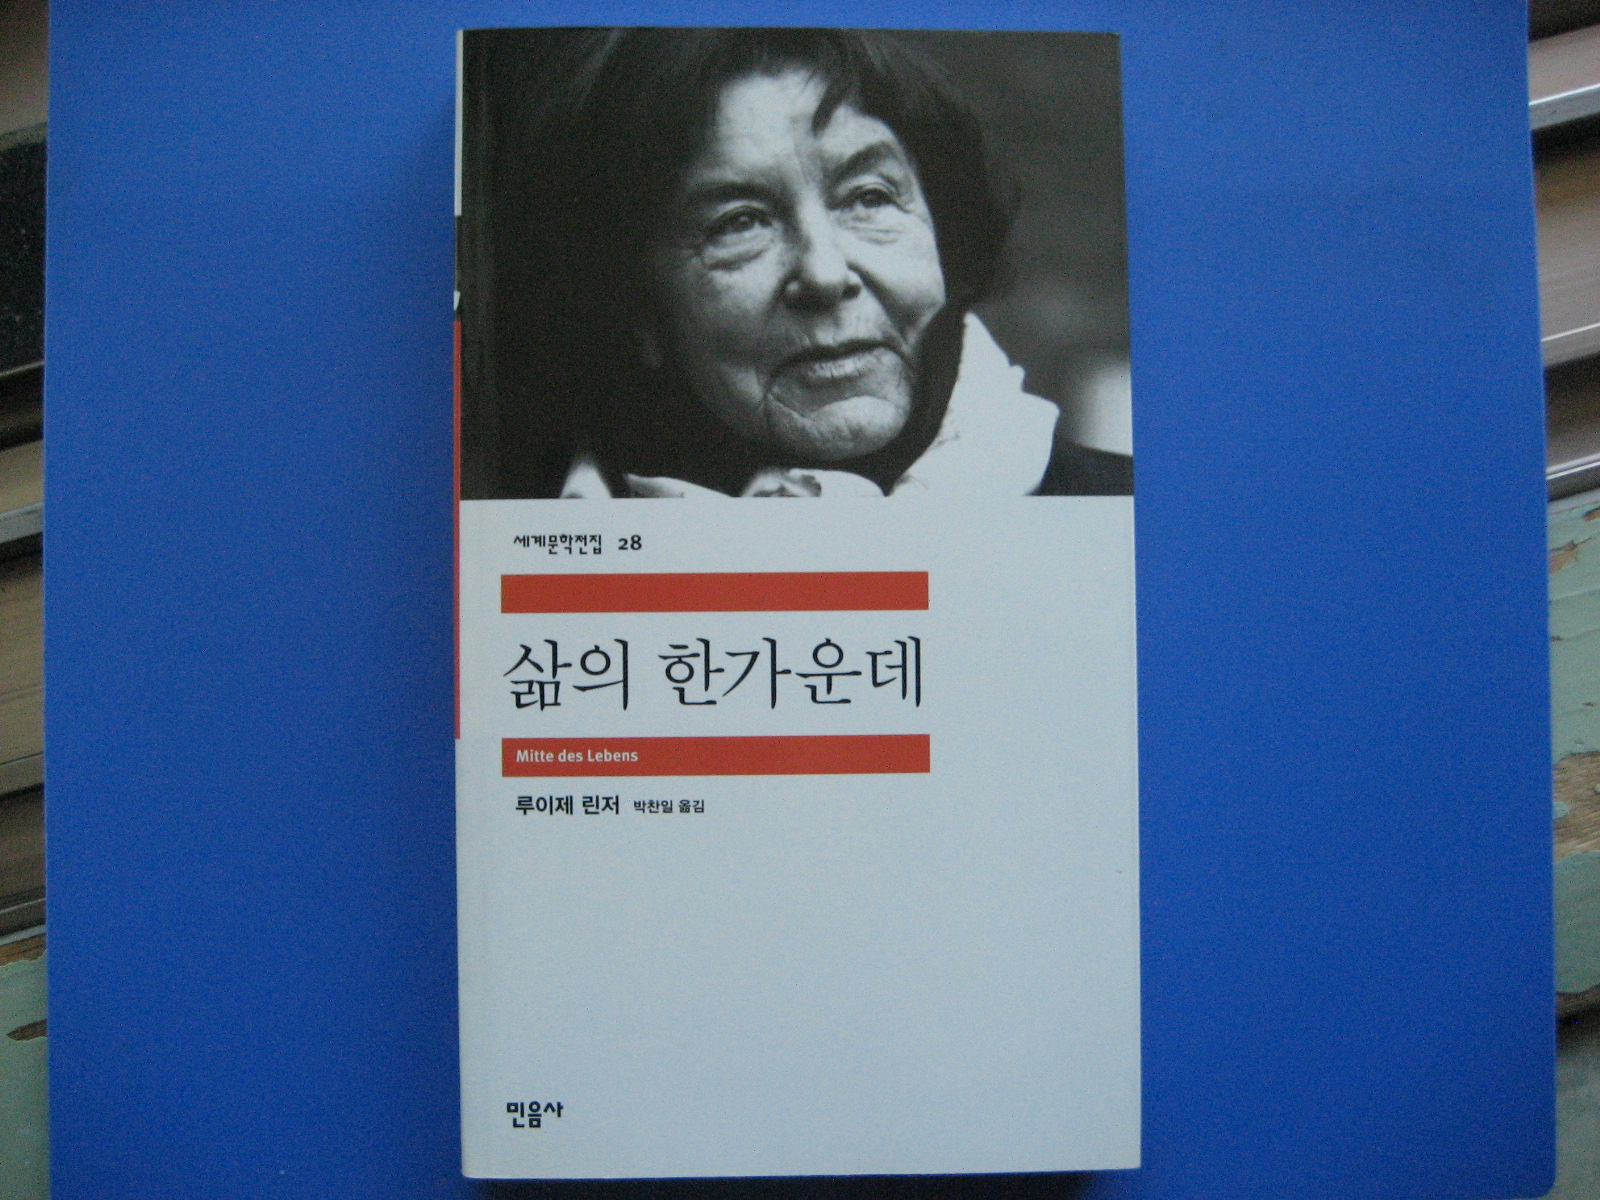 세계문학전집 28
삶의 한가운데
Mitte des Lebens
루이제 린저 박찬일 옮김
민음사